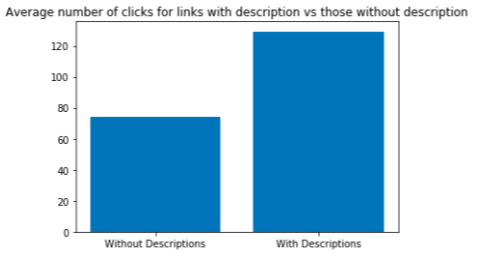 Average number of clicks for links with description vs those without description
120
100
80
60
40
20
0
Without Descriptions
With Descriptions